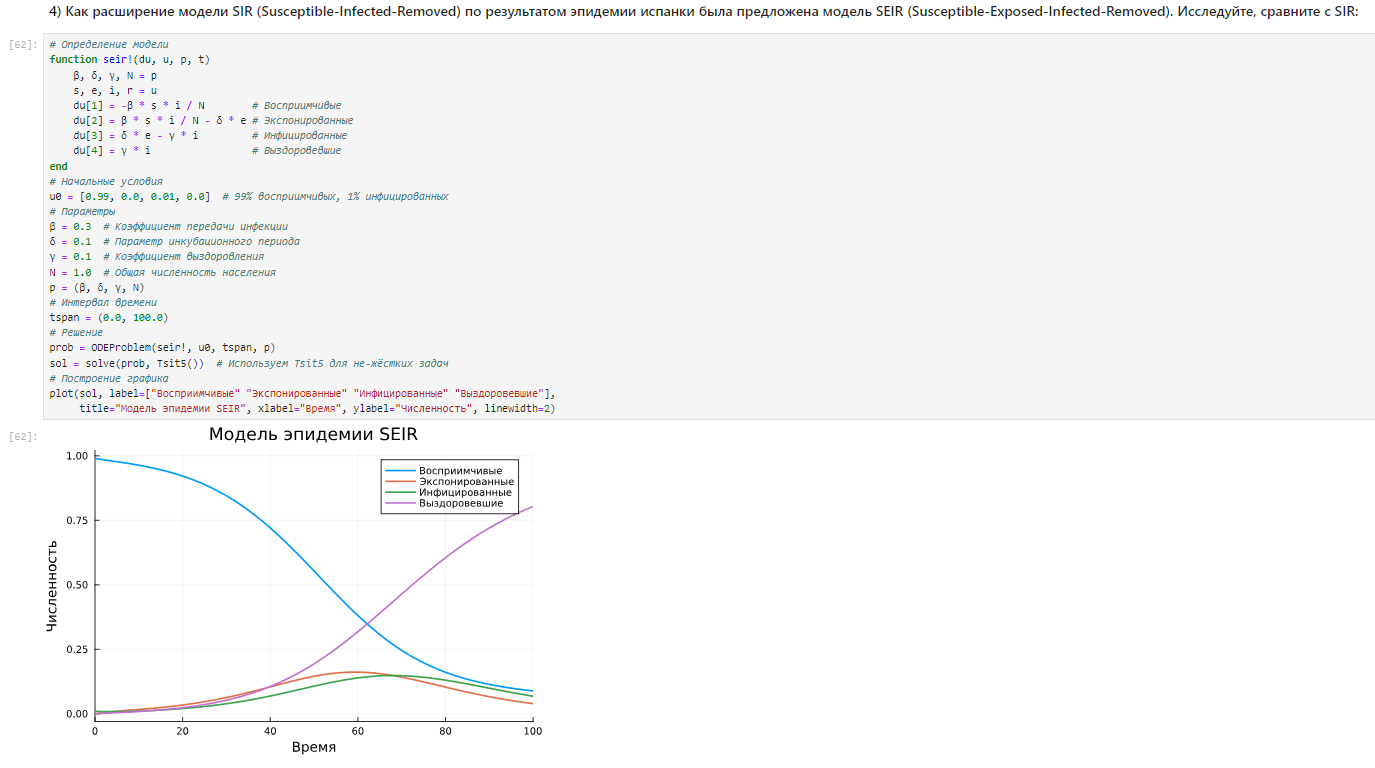 4) Как расширение модели SIR (Susceptible-Infected-Removed) по результатом эпидемии испанки была предложена модель SEIR (Susceptible-Exposed-Infected-Removed). Исследуйте, сравните с SIR:
[62]:
# Определение модели
function seir!(du, u, p, t)
    β, δ, γ, N = p
    s, e, i, r = u
    du[1] = -β * s * i / N        # Восприимчивые
    du[2] = β * s * i / N - δ * e # Экспонированные
    du[3] = δ * e - γ * i         # Инфицированные
    du[4] = γ * i                 # Выздоровевшие
end
# Начальные условия
u0 = [0.99, 0.0, 0.01, 0.0]  # 99% восприимчивых, 1% инфицированных
# Параметры
β = 0.3  # Коэффициент передачи инфекции
δ = 0.1  # Параметр инкубационного периода
γ = 0.1  # Коэффициент выздоровления
N = 1.0  # Общая численность населения
p = (β, δ, γ, N)
# Интервал времени
tspan = (0.0, 100.0)
# Решение
prob = ODEProblem(seir!, u0, tspan, p)
sol = solve(prob, Tsit5())  # Используем Tsit5 для не-жёстких задач
# Построение графика
plot(sol, label=["Восприимчивые" "Экспонированные" "Инфицированные" "Выздоровевшие"],
     title="Модель эпидемии SEIR", xlabel="Время", ylabel="Численность", linewidth=2)
[62]:
Модель эпидемии SEIR
Восприимчивые
Экспонированные
Инфицированные
Выздоровевшие
Численность
1.00
0.75
0.50
0.25
0.00
0 20 40 60 80 100
Время